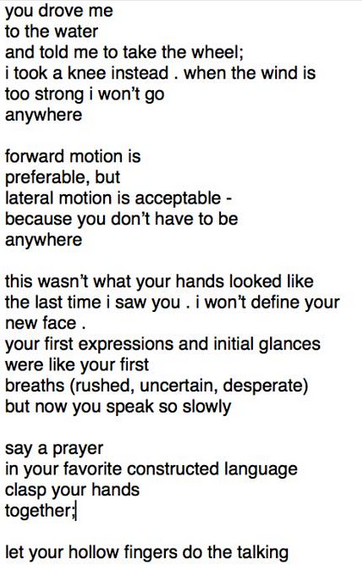 you drove me
to the water
and told me to take the wheel;
i took a knee instead . when the wind is
too strong i won't go
anywhere

forward motion is
preferable, but
lateral motion is acceptable -
because you don't have to be
anywhere

this wasn't what your hands looked like
the last time i saw you . i won't define your
new face .
your first expressions and initial glances
were like your first
breaths (rushed, uncertain, desperate)
but now you speak so slowly

say a prayer
in your favorite constructed language
clasp your hands
together;

let your hollow fingers do the talking